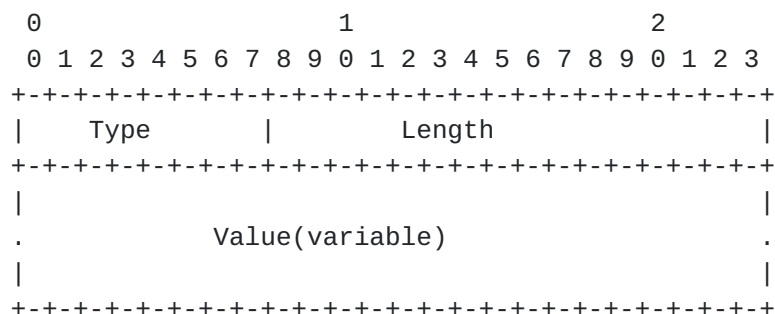 0                   1                   2
 0 1 2 3 4 5 6 7 8 9 0 1 2 3 4 5 6 7 8 9 0 1 2 3
+-+-+-+-+-+-+-+-+-+-+-+-+-+-+-+-+-+-+-+-+-+-+-+-+
|    Type       |        Length                 |
+-+-+-+-+-+-+-+-+-+-+-+-+-+-+-+-+-+-+-+-+-+-+-+-+
|                                               |
.            Value(variable)                    .
|                                               |
+-+-+-+-+-+-+-+-+-+-+-+-+-+-+-+-+-+-+-+-+-+-+-+-+